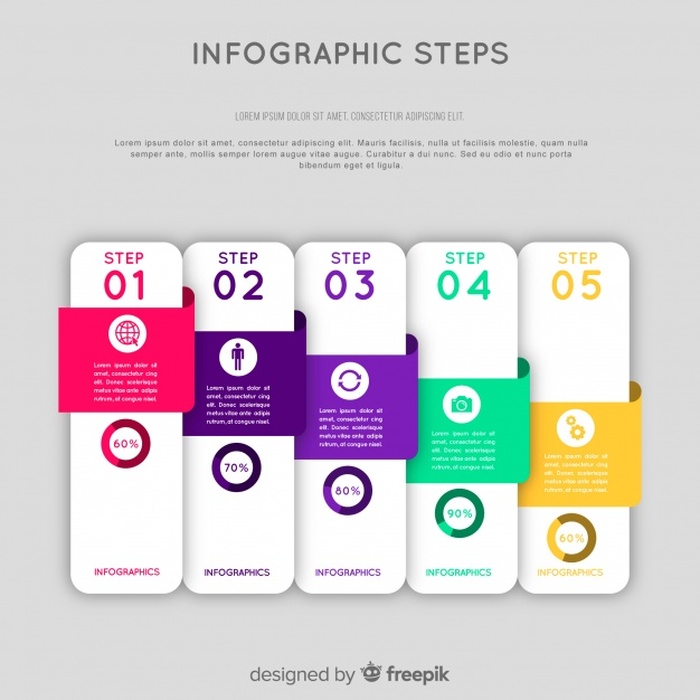 INFOGRAPHIC STEPS
LOREM IPSUM DOLOR SIT AMET. CONSECTETUR ADIPISCING ELIT.
Lorem ipsum dolor sit amet, consectetur adipiscing elit. Mauris facilisis, nulla ut facilisis molestie, quam nulla
semper ante, mollis semper lorem augue vitae augue. Curabitur a dui nunc. Sed eu odio et nunc porta
bibendum eget et ligula.
STEP
01
Lorem ipsum dolor sit
amet, consectetur cing
elit. Donec scelerisque
metus vitae adipis elit
rutrum, at congue nisel.
60%
INFOGRAPHICS
STEP
02
Lorem ipsum dolor sit
amet, consectetur cing
elit. Donec scelerisque
metus vitae adipis elit
rutrum, at congue nisel.
70%
INFOGRAPHICS
STEP
03
Lorem ipsum dolor sit
amet, consectetur cing
elit. Donec scelerisque
metus vitae adipis elit
rutrum, at congue nisel.
80%
INFOGRAPHICS
STEP
04
Lorem ipsum dolor sit
amet, consectetur cing
elit. Donec scelerisque
metus vitae adipis elit
rutrum, at congue nisel.
90%
INFOGRAPHICS
STEP
05
Lorem ipsum dolor sit
amet, consectetur cing
elit. Donec scelerisque
metus vitae adipis elit
rutrum, at congue nisel.
60%
INFOGRAPHICS
designed by freepik